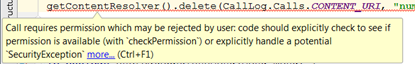 getContentResolver().delete(CallLog.Calls.CONTENT_URI, "nu
Call requires permission which may be rejected by user: code should explicitly check to see if
permission is available (with `checkPermission`) or explicitly handle a potential
`SecurityException` more... (Ctrl+F1)